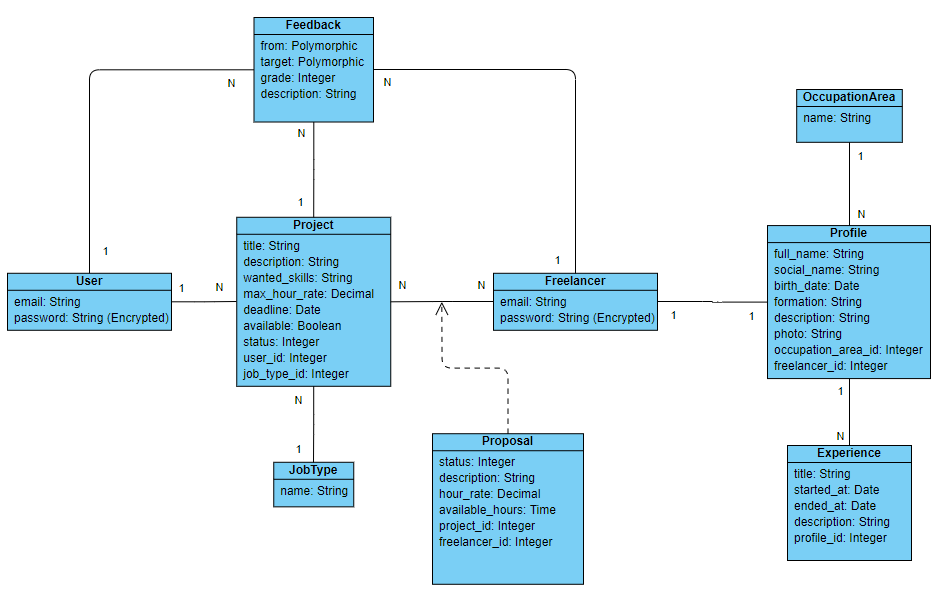 Feedback
from: Polymorphic
target: Polymorphic
grade: Integer
description: String
N
N
N
1
1
1
OccupationArea
name: String
1
N
User
email: String
password: String (Encrypted)
1
N
Project
title: String
description: String
wanted_skills: String
max_hour_rate: Decimal
deadline: Date
available: Boolean
status: Integer
user_id: Integer
job_type_id: Integer
N
N
Freelancer
email: String
password: String (Encrypted)
1
1
Profile
full_name: String
social_name: String
birth_date: Date
formation: String
description: String
photo: String
occupation_area_id: Integer
freelancer_id: Integer
N
1
JobType
name: String
Proposal
status: Integer
description: String
hour_rate: Decimal
available_hours: Time
project_id: Integer
freelancer_id: Integer
1
N
Experience
title: String
started_at: Date
ended_at: Date
description: String
profile_id: Integer